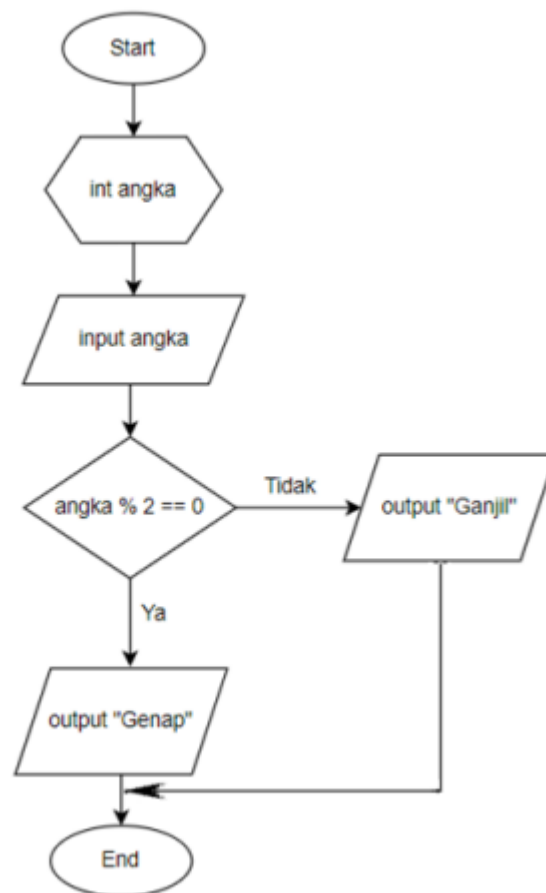 Start
int angka
input angka
angka % 2 == 0
Tidak
output "Ganjil"
Ya
output "Genap"
End